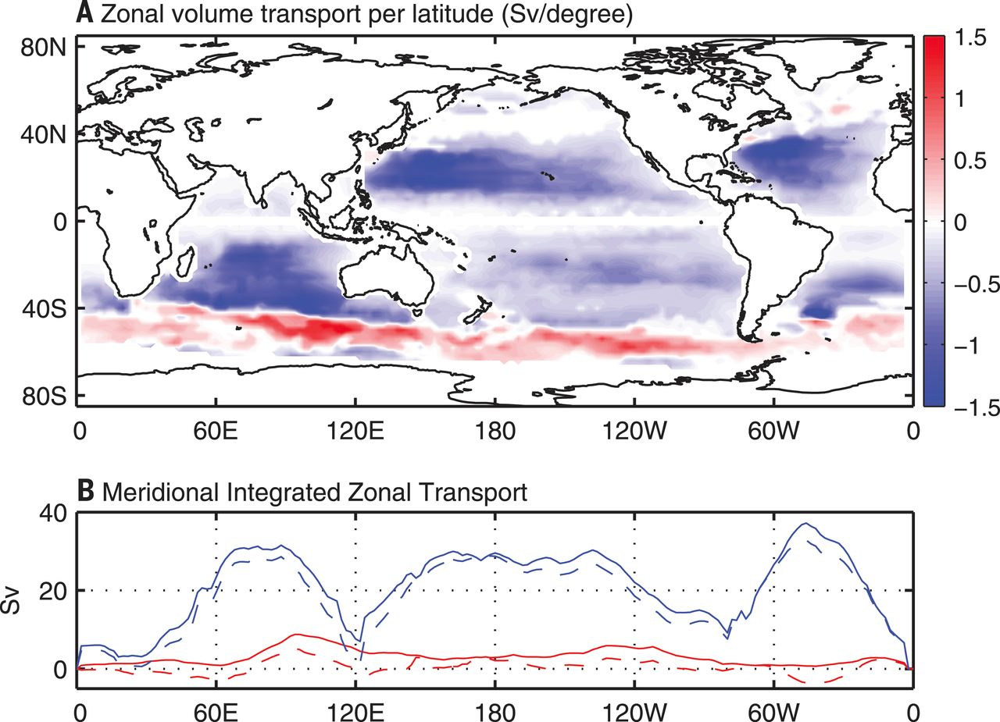 A Zonal volume transport per latitude (Sv/degree)
80N
40N
0
40S
80S
0 60E 120E 180 120W 60W 0
1.5
1
0.5
0
−0.5
−1
−1.5
B Meridional Integrated Zonal Transport
Sv
40
20
0
0 60E 120E 180 120W 60W 0